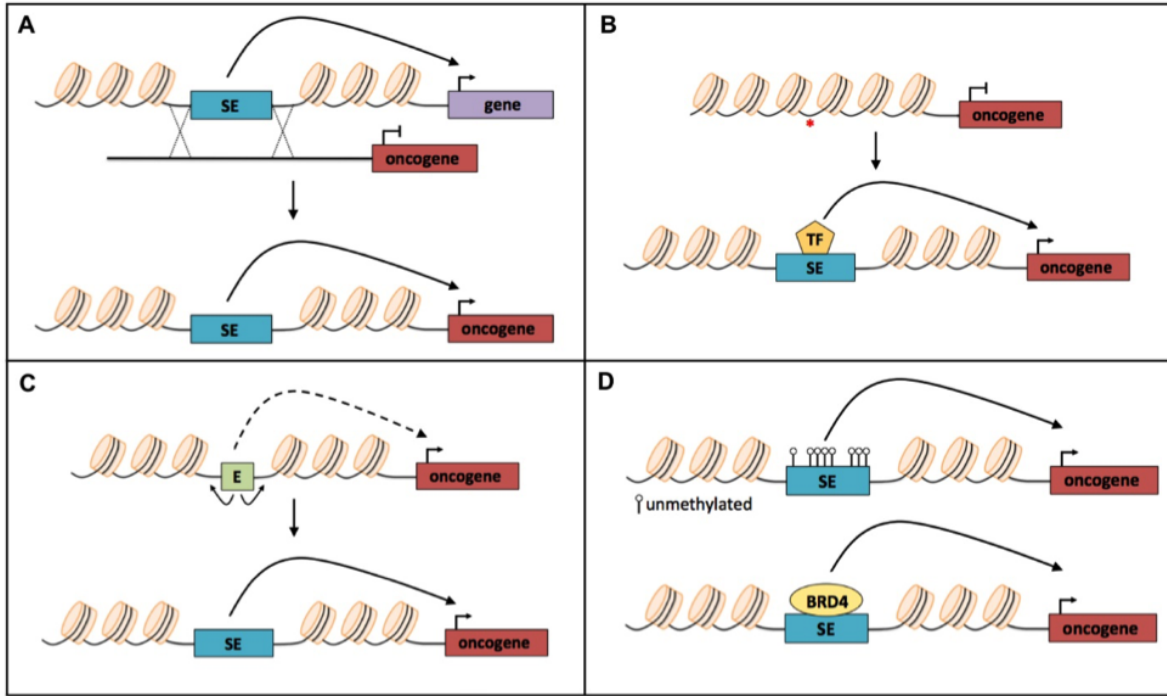 A
SE
gene
oncogene
SE
oncogene
B
oncogene
*
TF
SE
oncogene
C
E
oncogene
SE
oncogene
D
SE
oncogene
unmethylated
BRD4
SE
oncogene